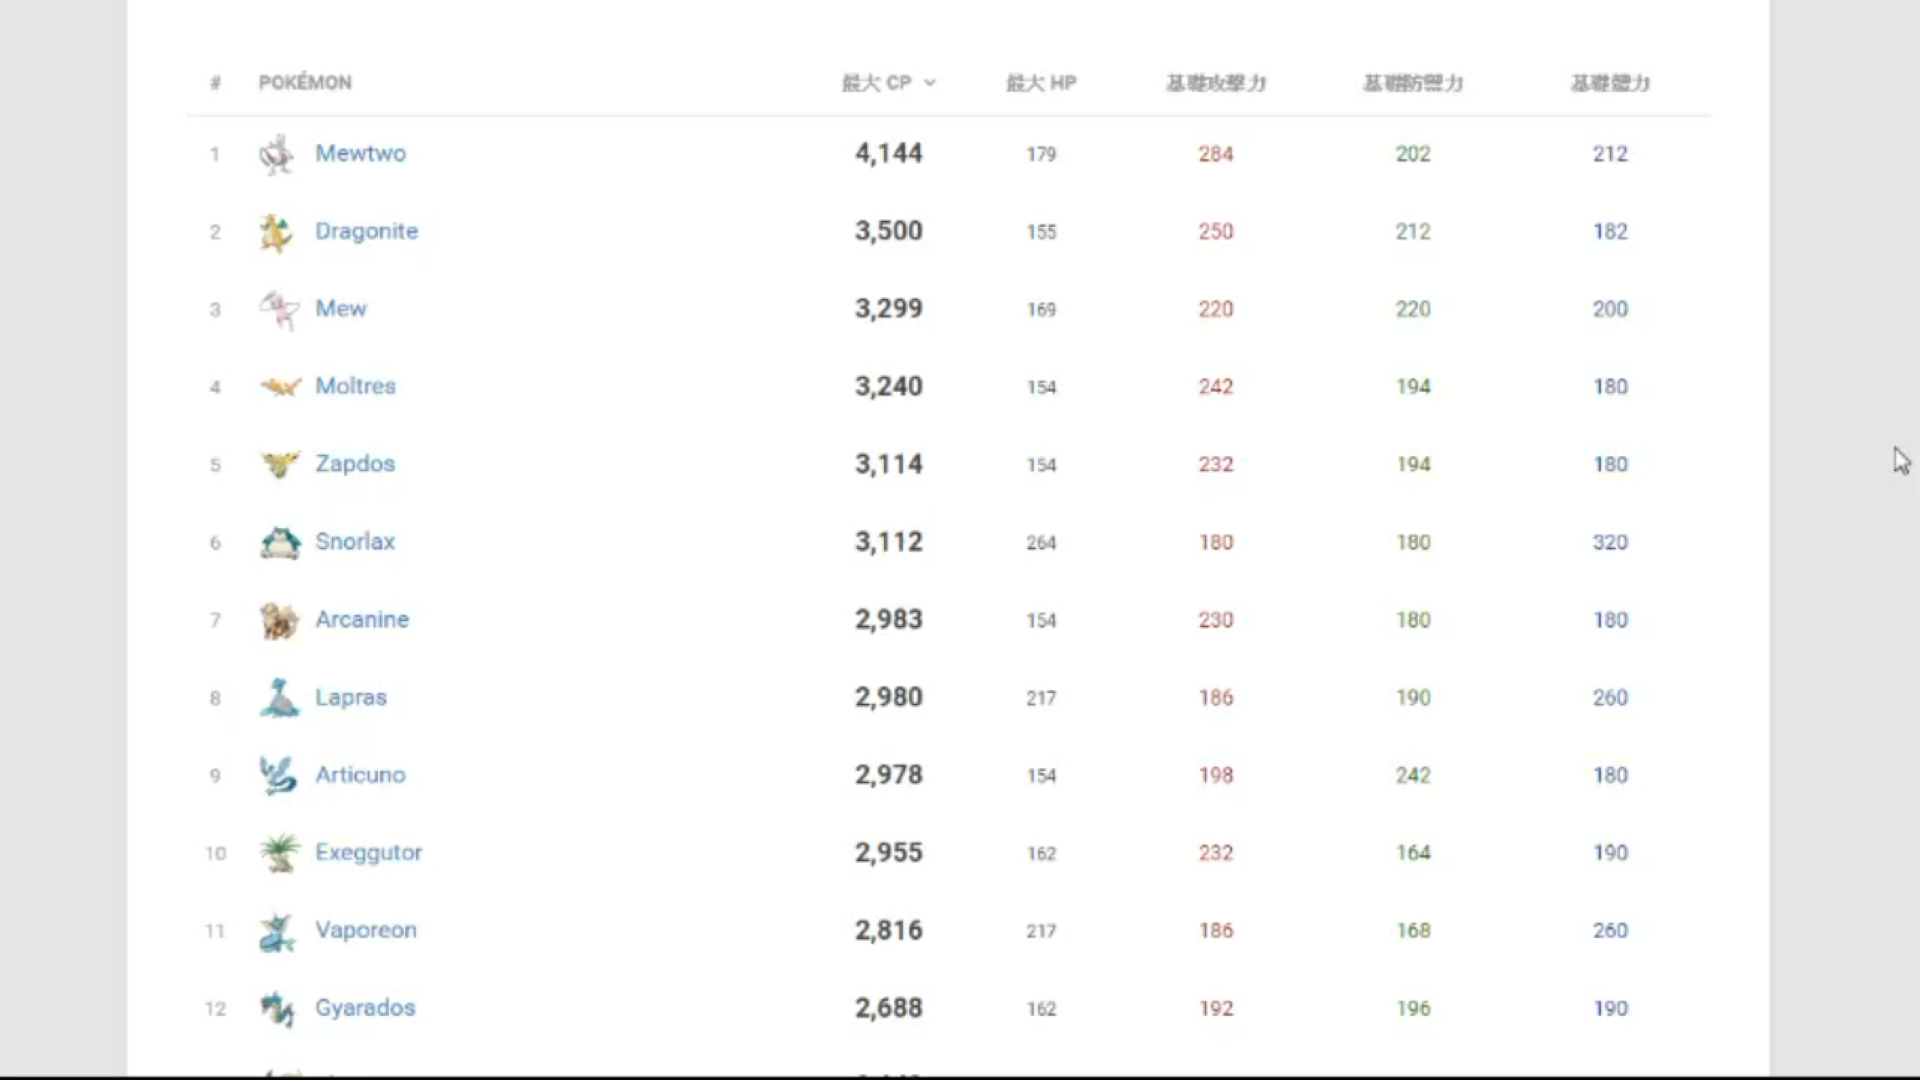 # POKÉMON 最大 CP 最大 HP 基礎攻擊力 基礎防禦力 基礎體力
1 Mewtwo 4,144 179 284 202 212
2 Dragonite 3,500 155 250 212 182
3 Mew 3,299 169 220 220 200
4 Moltres 3,240 154 242 194 180
5 Zapdos 3,114 154 232 194 180
6 Snorlax 3,112 264 180 180 320
7 Arcanine 2,983 154 230 180 180
8 Lapras 2,980 217 186 190 260
9 Articuno 2,978 154 198 242 180
10 Exeggutor 2,955 162 232 164 190
11 Vaporeon 2,816 217 186 168 260
12 Gyarados 2,688 162 192 196 190